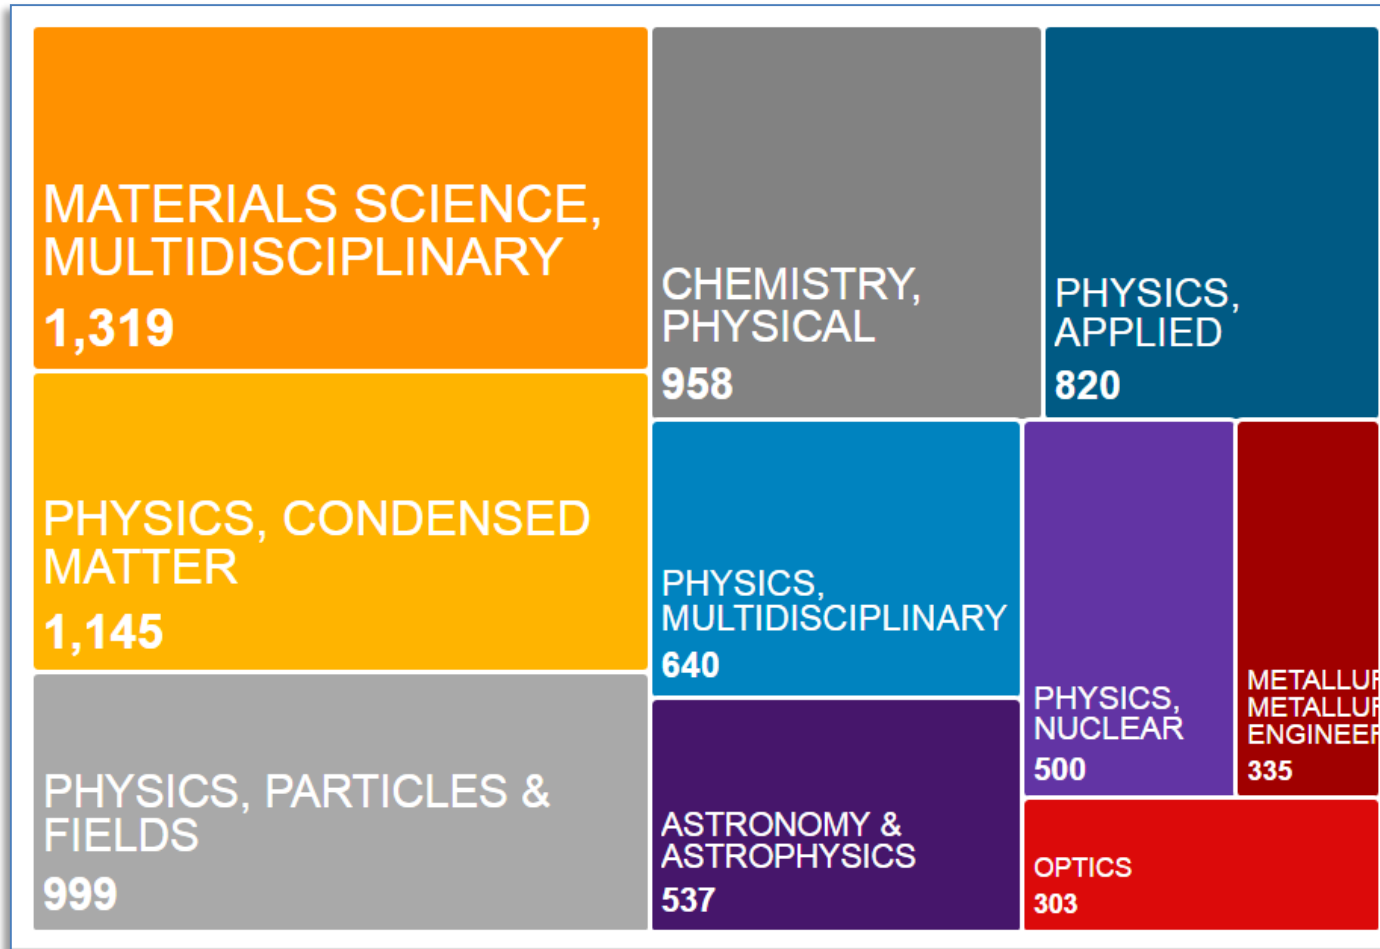 MATERIALS SCIENCE,
MULTIDISCIPLINARY
1,319
PHYSICS, CONDENSED
MATTER
1,145
PHYSICS, PARTICLES &
FIELDS
999
CHEMISTRY,
PHYSICAL
958
PHYSICS,
APPLIED
820
PHYSICS,
MULTIDISCIPLINARY
640
ASTRONOMY &
ASTROPHYSICS
537
PHYSICS,
NUCLEAR
500
335
OPTICS
303